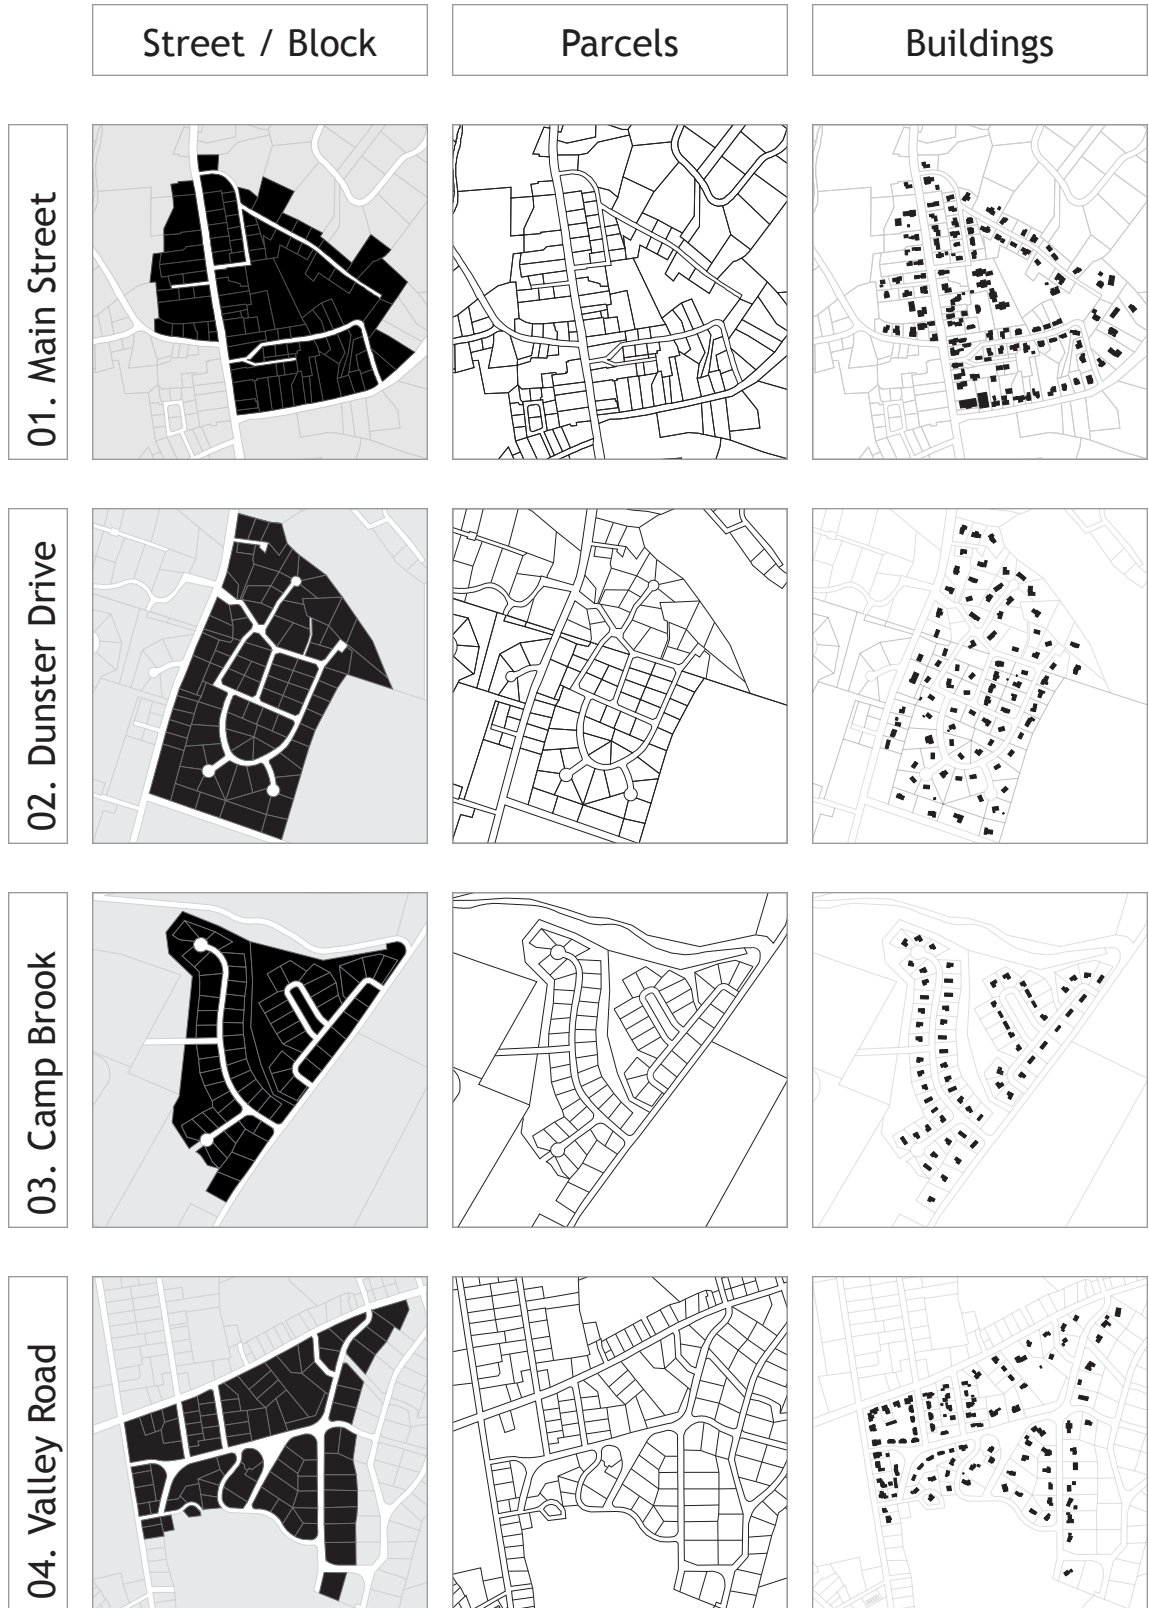 Street / Block
Parcels
Buildings
01. Main Street
02. Dunster Drive
03. Camp Brook
04. Valley Road